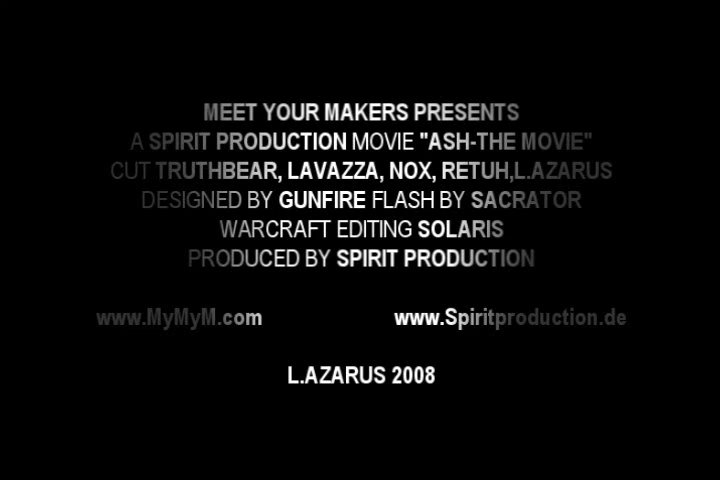 MEET YOUR MAKERS PRESENTS
A SPIRIT PRODUCTION MOVIE "ASH-THE MOVIE"
CUT TRUTHBEAR, LAVAZZA, NOX, RETUH,L.AZARUS
DESIGNED BY GUNFIRE FLASH BY SACRATOR
WARCRAFT EDITING SOLARIS
PRODUCED BY SPIRIT PRODUCTION
www.MyMyM.com www.Spiritproduction.de
L.AZARUS 2008